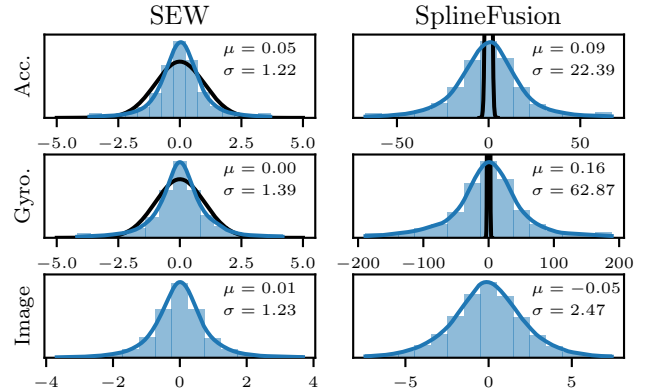 SEW SplineFusion
Acc.
μ = 0.05
σ = 1.22
−5.0 −2.5 0.0 2.5 5.0
μ = 0.09
σ = 22.39
−50 0 50
Gyro.
μ = 0.00
σ = 1.39
−5.0 −2.5 0.0 2.5 5.0
μ = 0.16
σ = 62.87
−200 −100 0 100 200
Image
μ = 0.01
σ = 1.23
−4 −2 0 2 4
μ = −0.05
σ = 2.47
−5 0 5